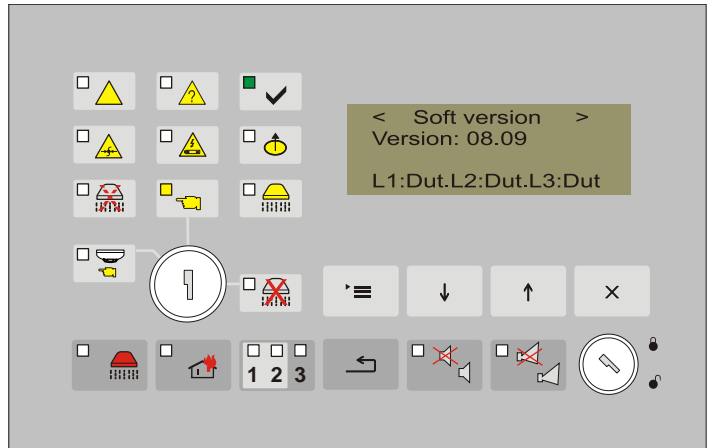 ?
< Soft version >
Version: 08.09
L1:Dut.L2:Dut.L3:Dut
1 2 3